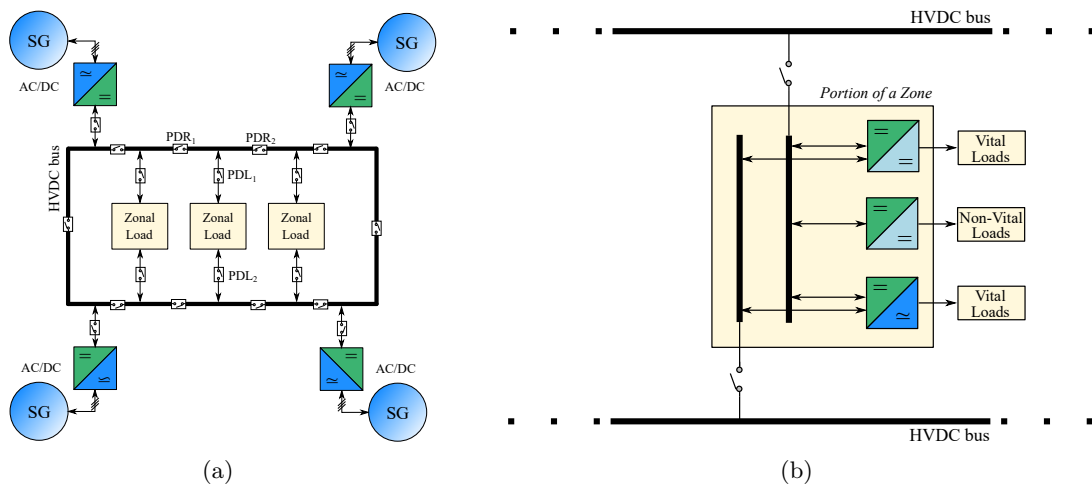 SG
SG
AC/DC
AC/DC
PDR1
PDR2
HVDC bus
PDL1
Zonal
Load
Zonal
Load
Zonal
Load
PDL2
AC/DC
AC/DC
SG
SG
(a)
HVDC bus
Portion of a Zone
Vital
Loads
Non-Vital
Loads
Vital
Loads
HVDC bus
(b)